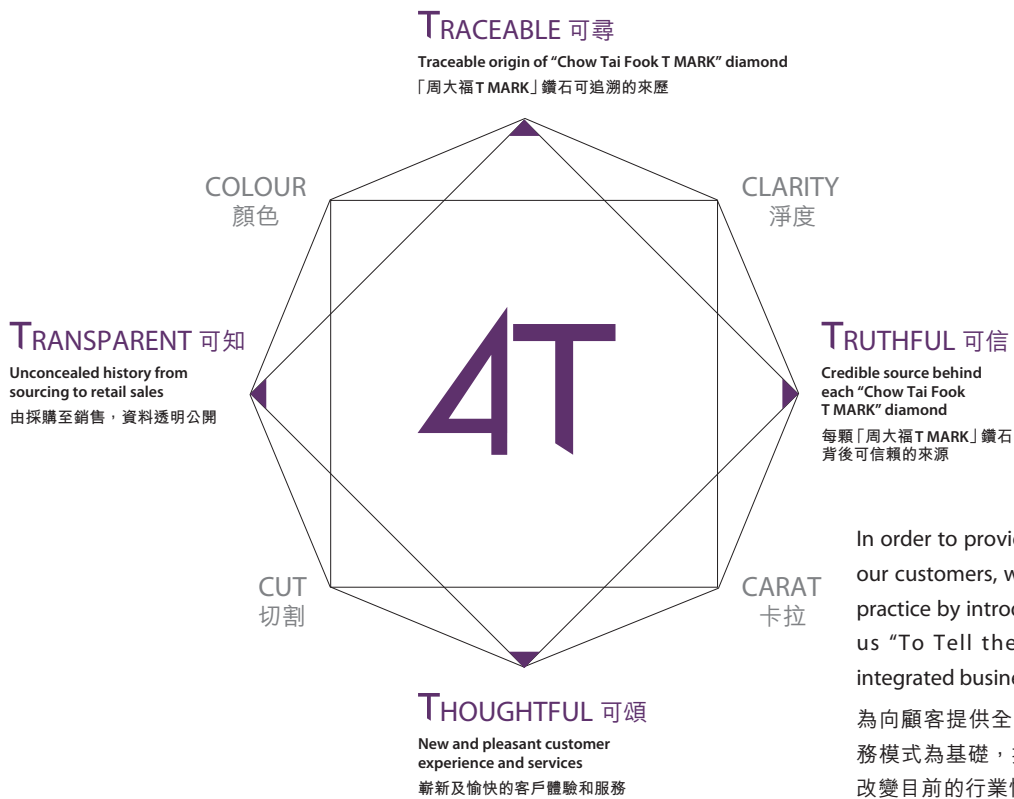 TRACEABLE 可尋
Traceable origin of “Chow Tai Fook T MARK” diamond
「周大福T MARK」鑽石可追溯的來歷
COLOUR
顏色
CLARITY
淨度
TRANSPARENT 可知
Unconcealed history from
sourcing to retail sales
由採購至銷售，資料透明公開
4T
TRUTHFUL 可信
Credible source behind
each “Chow Tai Fook
T MARK” diamond
每顆「周大福T MARK」鑽石
背後可信賴的來源
CUT
切割
CARAT
卡拉
THOUGHTFUL 可頌
New and pleasant customer
experience and services
嶄新及愉快的客戶體驗和服務
In order to provi
our customers, w
practice by introd
us “To Tell the
integrated busine
為向顧客提供全
務模式為基礎，
改變目前的行業